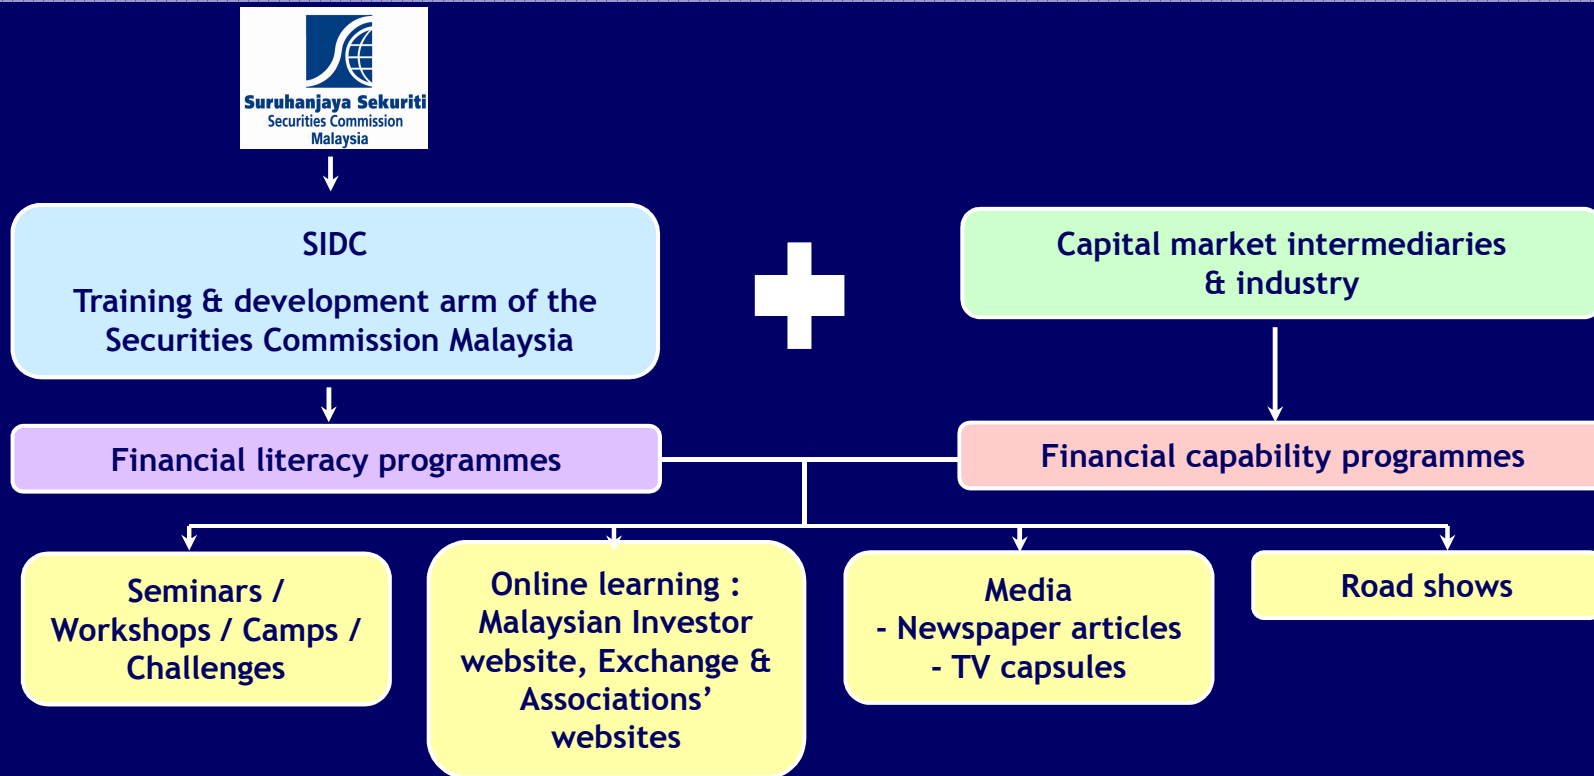 Suruhanjaya Sekuriti
Securities Commission
Malaysia
SIDC
Training & development arm of the
Securities Commission Malaysia
Capital market intermediaries
& industry
Financial literacy programmes
Financial capability programmes
Seminars /
Workshops / Camps /
Challenges
Online learning :
Malaysian Investor
website, Exchange &
Associations’
websites
Media
- Newspaper articles
- TV capsules
Road shows